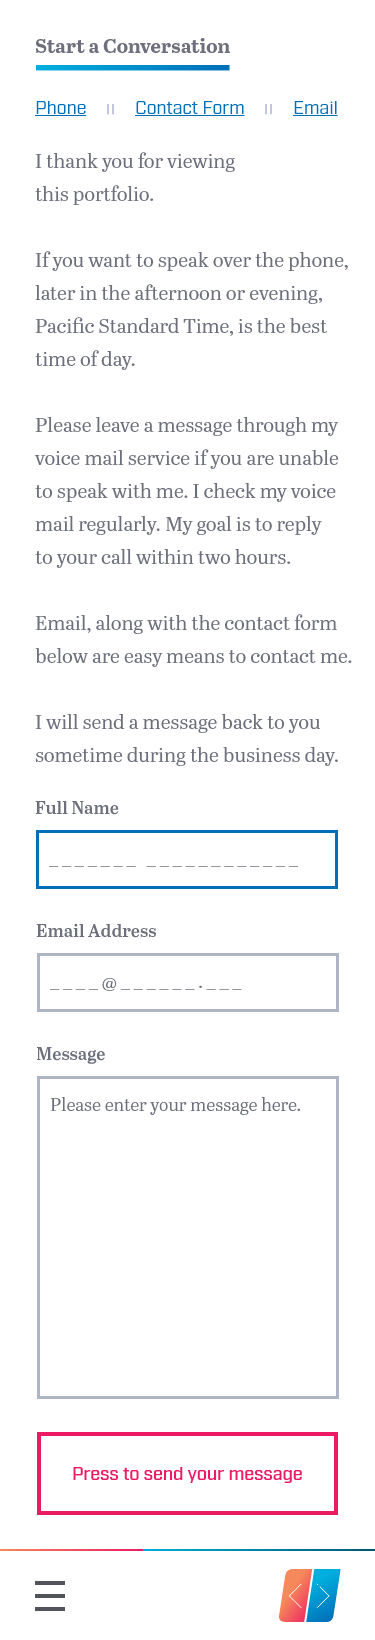 Start a Conversation
Phone || Contact Form || Email
I thank you for viewing
this portfolio.
If you want to speak over the phone,
later in the afternoon or evening,
Pacific Standard Time, is the best
time of day.
Please leave a message through my
voice mail service if you are unable
to speak with me. I check my voice
mail regularly. My goal is to reply
to your call within two hours.
Email, along with the contact form
below are easy means to contact me.
I will send a message back to you
sometime during the business day.
Full Name
_ _ _ _ _ _ _  _ _ _ _ _ _ _ _ _ _ _ _
Email Address
_ _ _ _ @ _ _ _ _ _ _ . _ _ _
Message
Please enter your message here.
Press to send your message